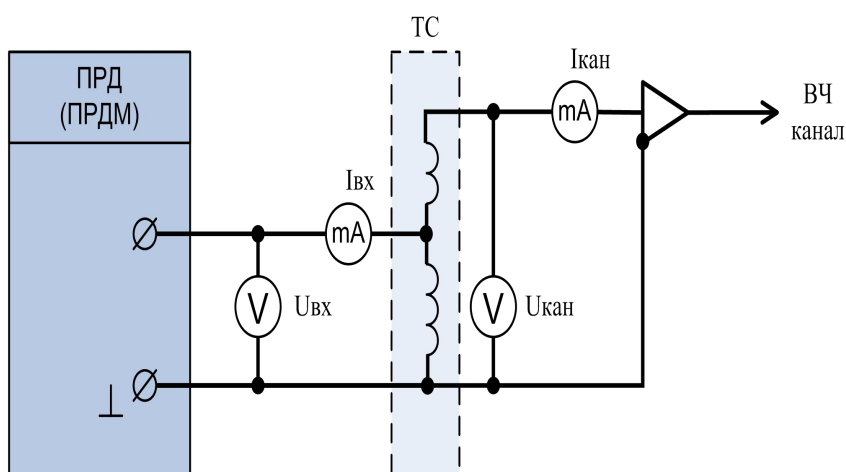 ТС
ПРД
(ПРДМ)
Iкан
mA
ВЧ
канал
Iвх
mA
V
Uвх
V
Uкан